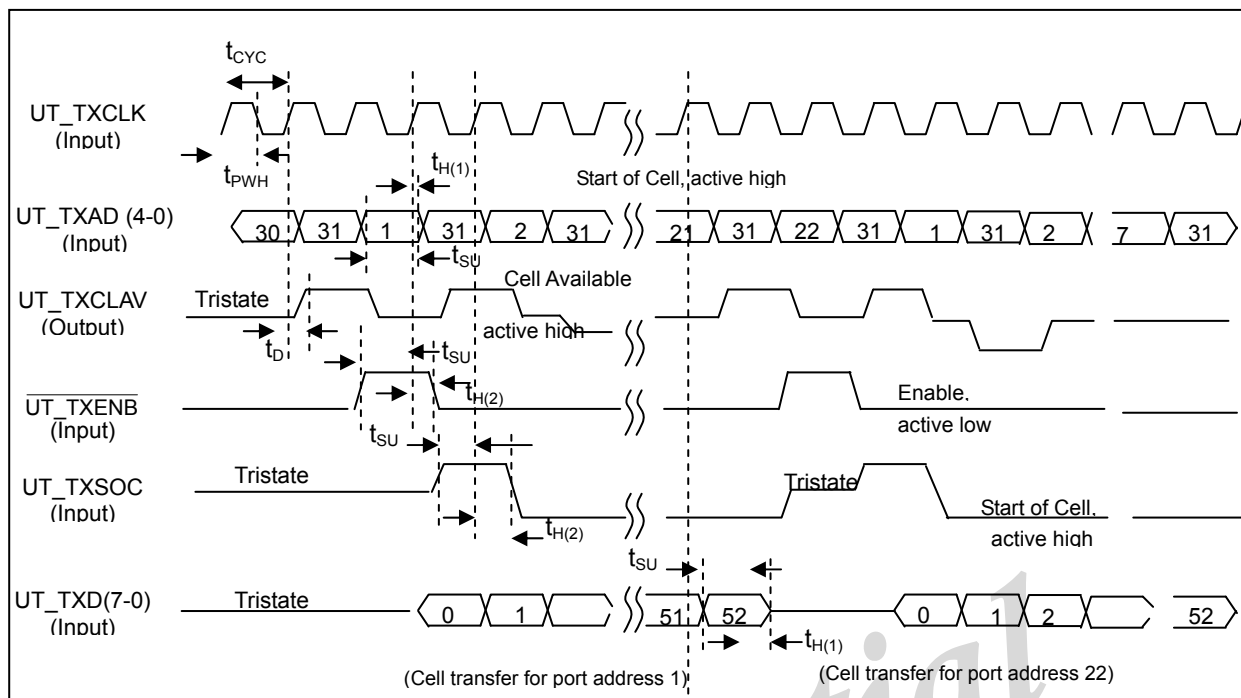 tCYC
UT_TXCLK
(Input)
tPWH
tH(1)
Start of Cell, active high
UT_TXAD (4-0)
(Input)
30 31 1 31 2 31 21 31 22 31 1 31 2 7 31
tSU
Cell Available
UT_TXCLAV
(Output)
Tristate
active high
tD
tSU
UT_TXENB
(Input)
tH(2)
Enable,
active low
tSU
UT_TXSOC
(Input)
Tristate
Tristate
Start of Cell,
active high
tH(2)
tSU
UT_TXD(7-0)
(Input)
Tristate
0 1 51 52 0 1 2 52
tH(1)
(Cell transfer for port address 1)
(Cell transfer for port address 22)